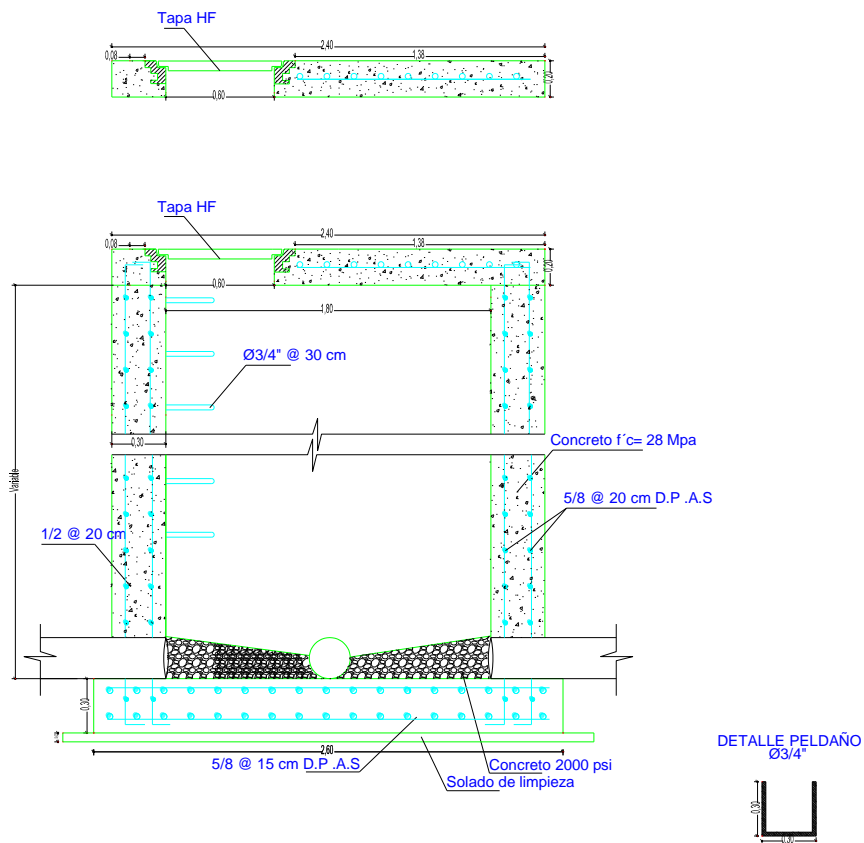 Tapa HF
2,40
0,08
1,38
0,20
0,60
Tapa HF
2,40
0,08
1,38
0,20
0,60
1,80
Ø3/4" @ 30 cm
0,30
Concreto f´c= 28 Mpa
Variable
5/8 @ 20 cm D.P .A.S
1/2 @ 20 cm
0,30
2,60
5/8 @ 15 cm D.P .A.S
Concreto 2000 psi
Solado de limpieza
DETALLE PELDAÑO
Ø3/4"
0,30
0,30